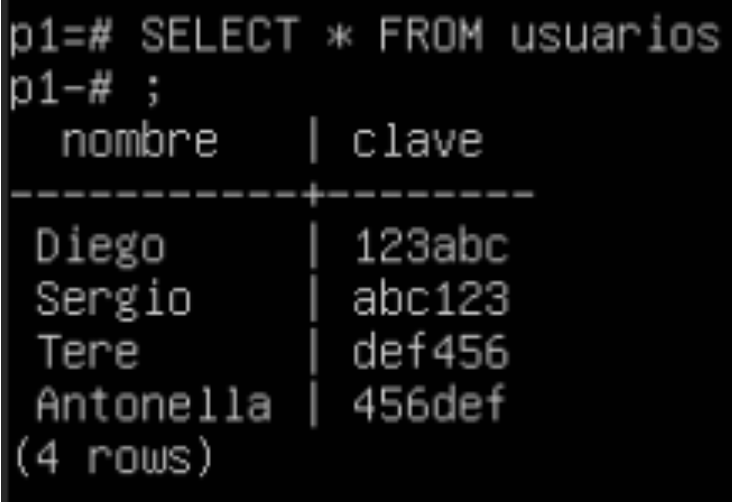 p1=# SELECT * FROM usuarios
p1-# ;
  nombre   | clave
-----------+--------
 Diego     | 123abc
 Sergio    | abc123
 Tere      | def456
 Antonella | 456def
(4 rows)